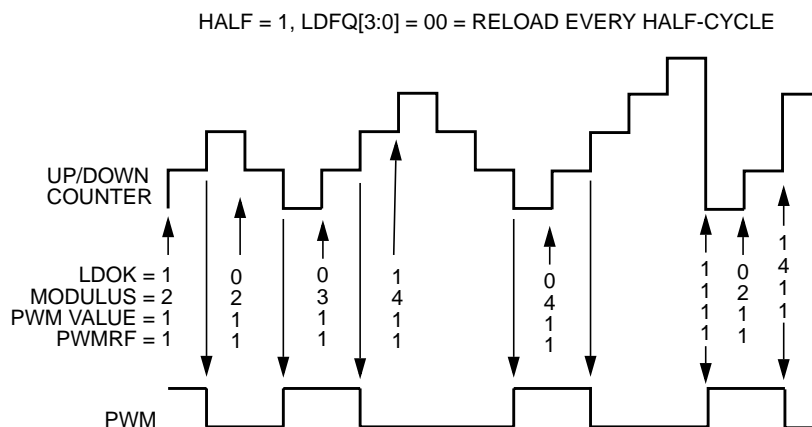 HALF = 1, LDFQ[3:0] = 00 = RELOAD EVERY HALF-CYCLE
UP/DOWN
COUNTER
LDOK = 1 0 0 1 0 1 0 1
MODULUS = 2 2 3 4 4 1 2 4
PWM VALUE = 1 1 1 1 1 1 1 1
PWMRF = 1 1 1 1 1 1 1 1
PWM